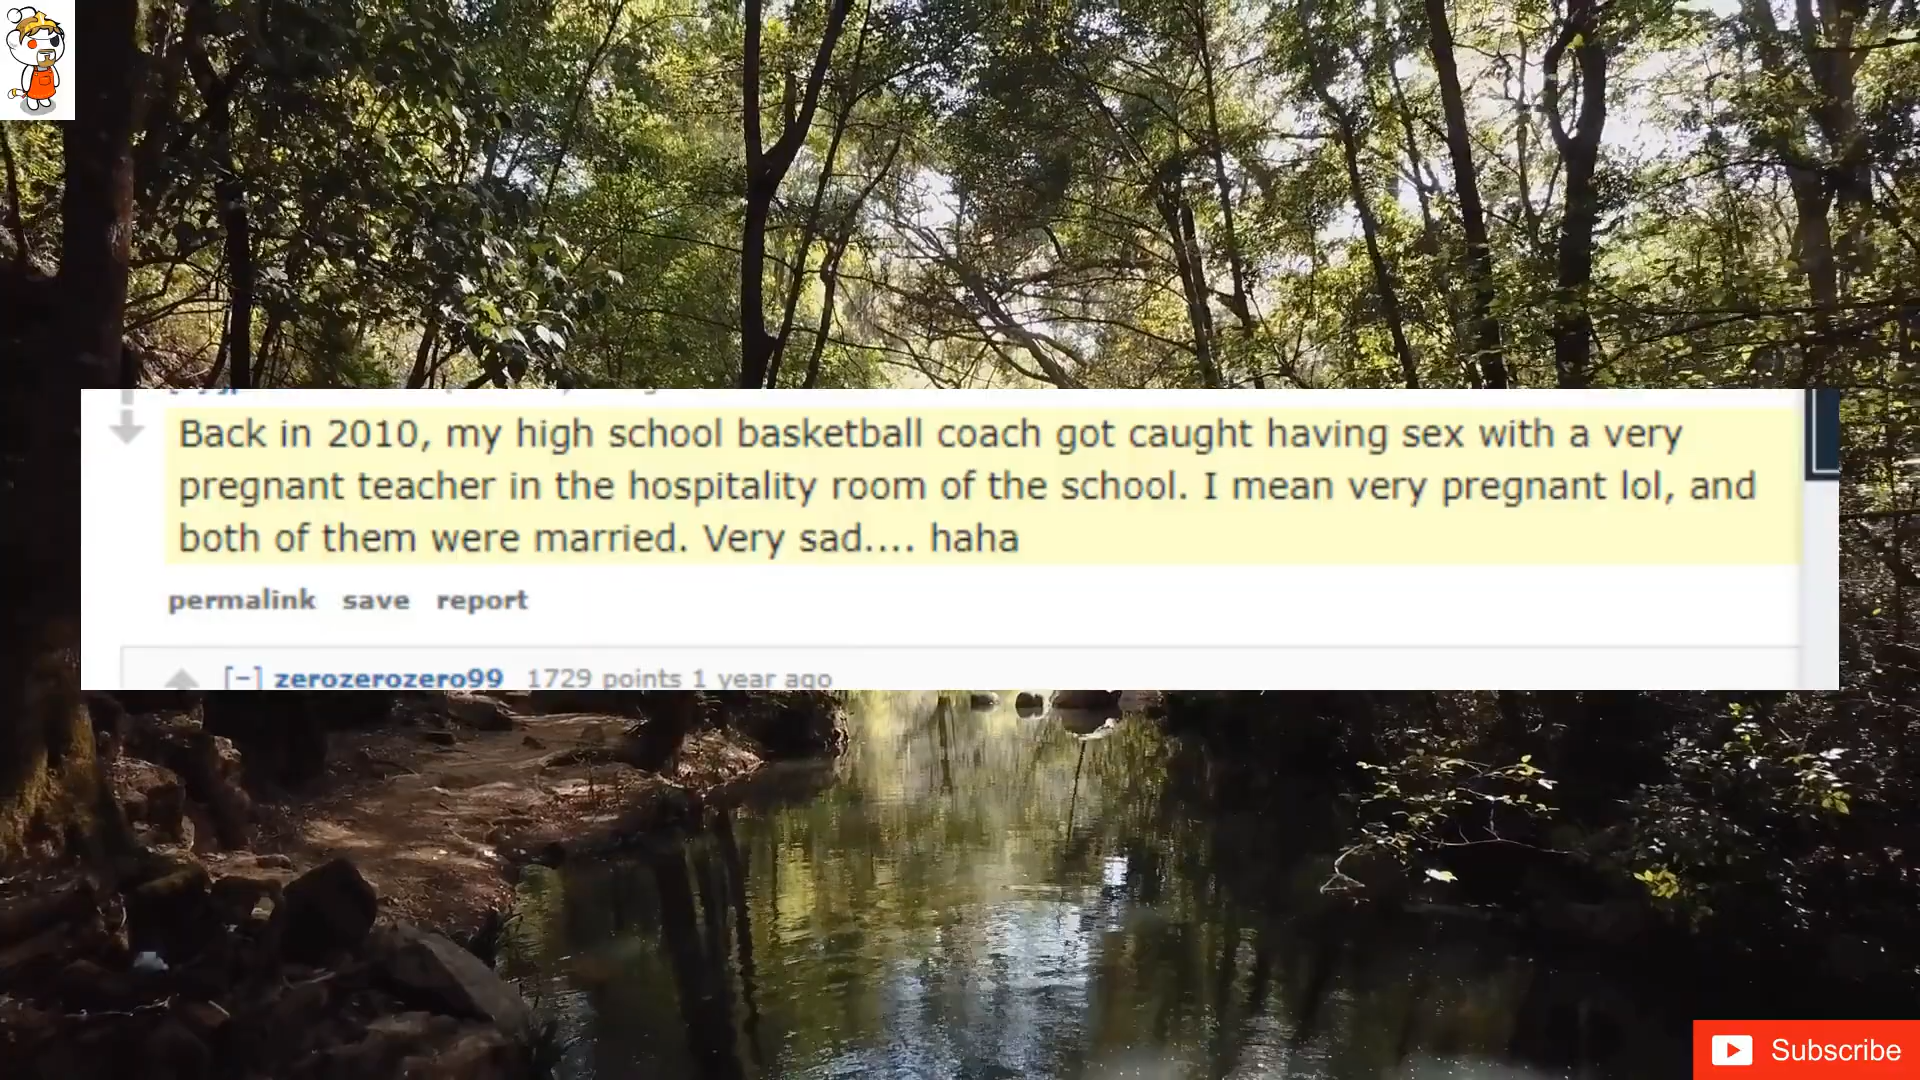 Back in 2010, my high school basketball coach got caught having sex with a very
pregnant teacher in the hospitality room of the school. I mean very pregnant lol, and
both of them were married. Very sad.... haha
permalink save report
[-] zerozerozero99 1729 points 1 year ago
Subscribe